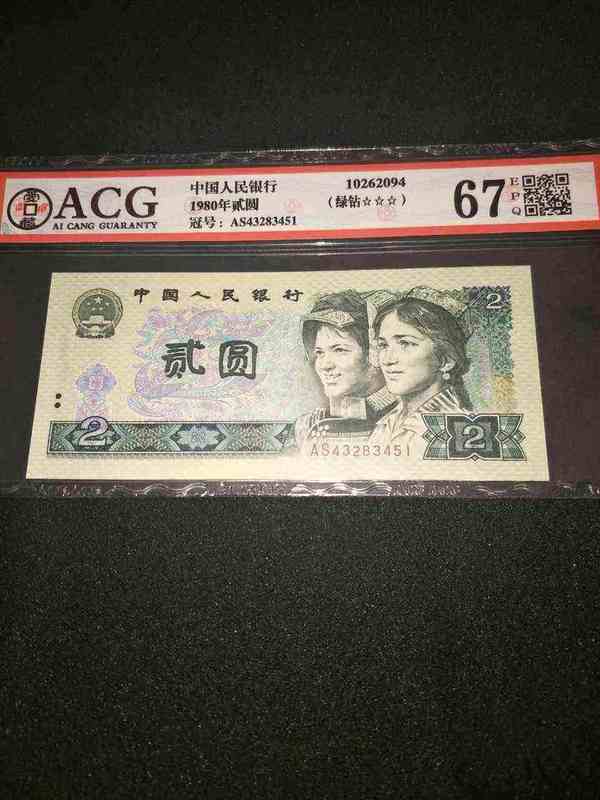 ACG
AI CANG GUARANTY
中国人民银行
1980年贰圆
冠号：AS43283451
10262094
（绿钻☆☆☆）
67
EPQ
中国人民银行
2
贰圆
2
2
AS43283451